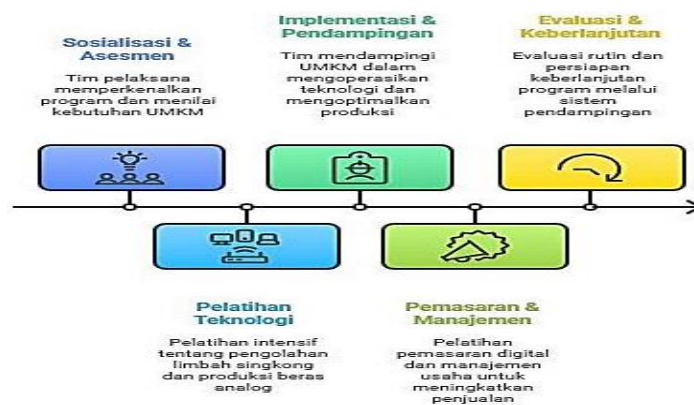 Sosialisasi &
Asesmen
Tim pelaksana
memperkenalkan
program dan menilai
kebutuhan UMKM
Pelatihan
Teknologi
Pelatihan intensif
tentang pengolahan
limbah singkong
dan produksi beras
analog
Implementasi &
Pendampingan
Tim mendampingi
UMKM dalam
mengoperasikan
teknologi dan
mengoptimalkan
produksi
Pemasaran &
Manajemen
Pelatihan
pemasaran digital
dan manajemen
usaha untuk
meningkatkan
penjualan
Evaluasi &
Keberlanjutan
Evaluasi rutin dan
persiapan
keberlanjutan
program melalui
sistem
pendampingan